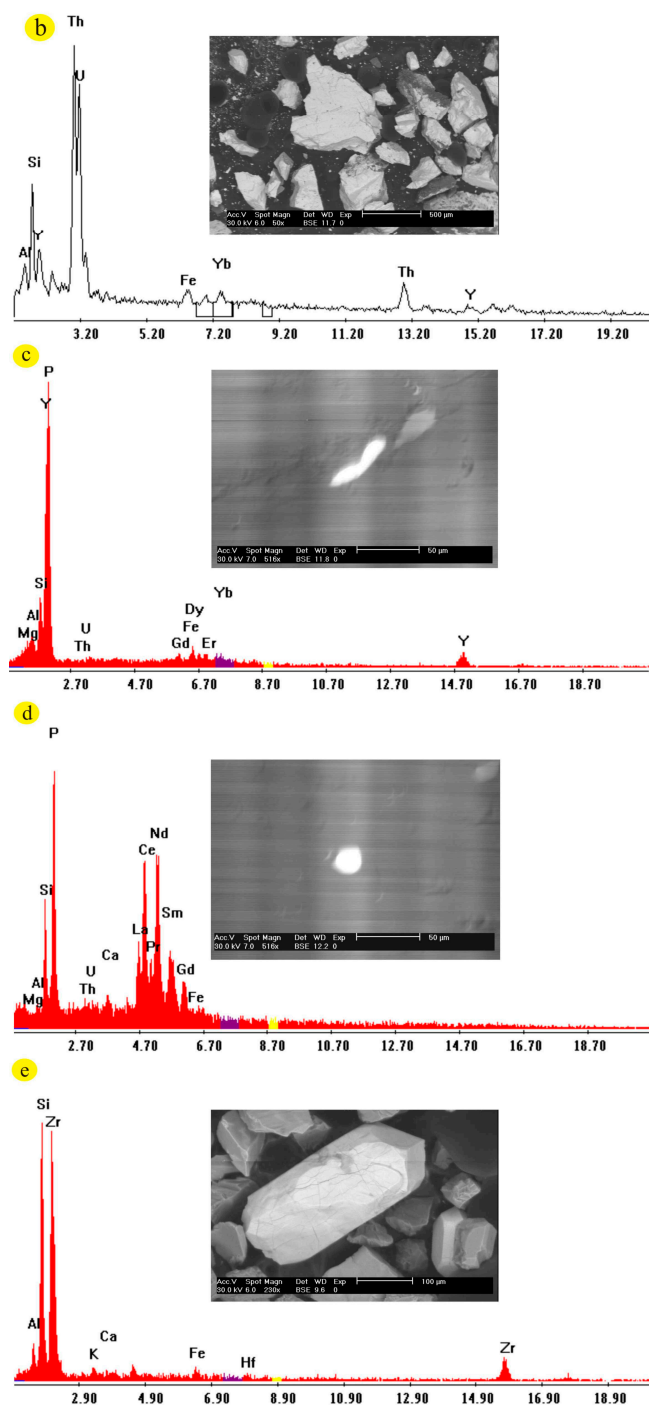 b
Th
U
Si
Y
Al
Fe
Yb
Th
Y
Acc.V Spot Magn Det WD Exp 500 µm
30.0 kV 6.0 50x BSE 11.7 0
3.20 5.20 7.20 9.20 11.20 13.20 15.20 17.20 19.20
c
P
Y
Si
Al
Mg
U
Th
Dy
Fe
Gd
Er
Yb
Y
Acc.V Spot Magn Det WD Exp 50 µm
30.0 kV 7.0 516x BSE 11.8 0
2.70 4.70 6.70 8.70 10.70 12.70 14.70 16.70 18.70
d
P
Si
Al
Mg
U
Th
Ca
La
Ce
Pr
Nd
Sm
Gd
Fe
Acc.V Spot Magn Det WD Exp 50 µm
30.0 kV 7.0 516x BSE 12.2 0
2.70 4.70 6.70 8.70 10.70 12.70 14.70 16.70 18.70
e
Si
Zr
Al
K
Ca
Fe
Hf
Zr
Acc.V Spot Magn Det WD Exp 100 µm
30.0 kV 6.0 230x BSE 9.6 0
2.90 4.90 6.90 8.90 10.90 12.90 14.90 16.90 18.90